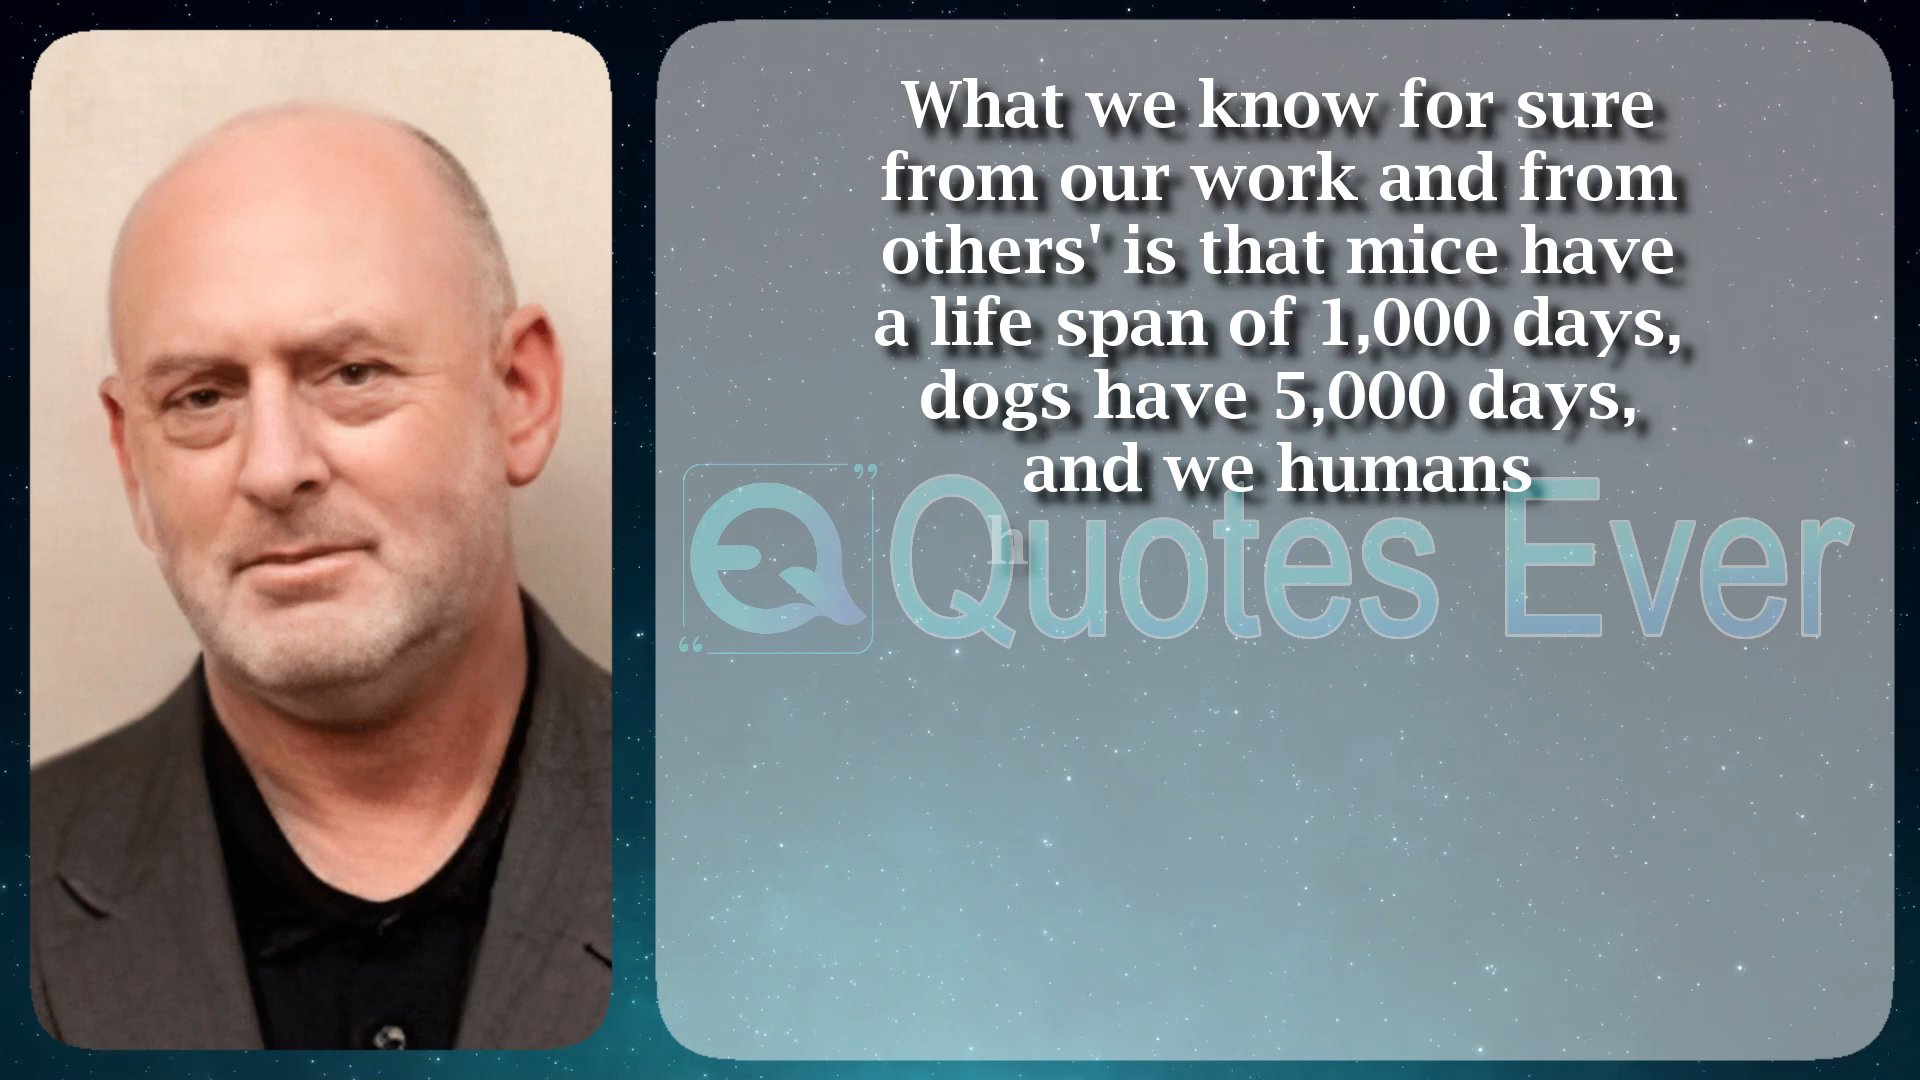 What we know for sure
from our work and from
others' is that mice have
a life span of 1,000 days,
dogs have 5,000 days,
and we humans
h
Quotes Ever